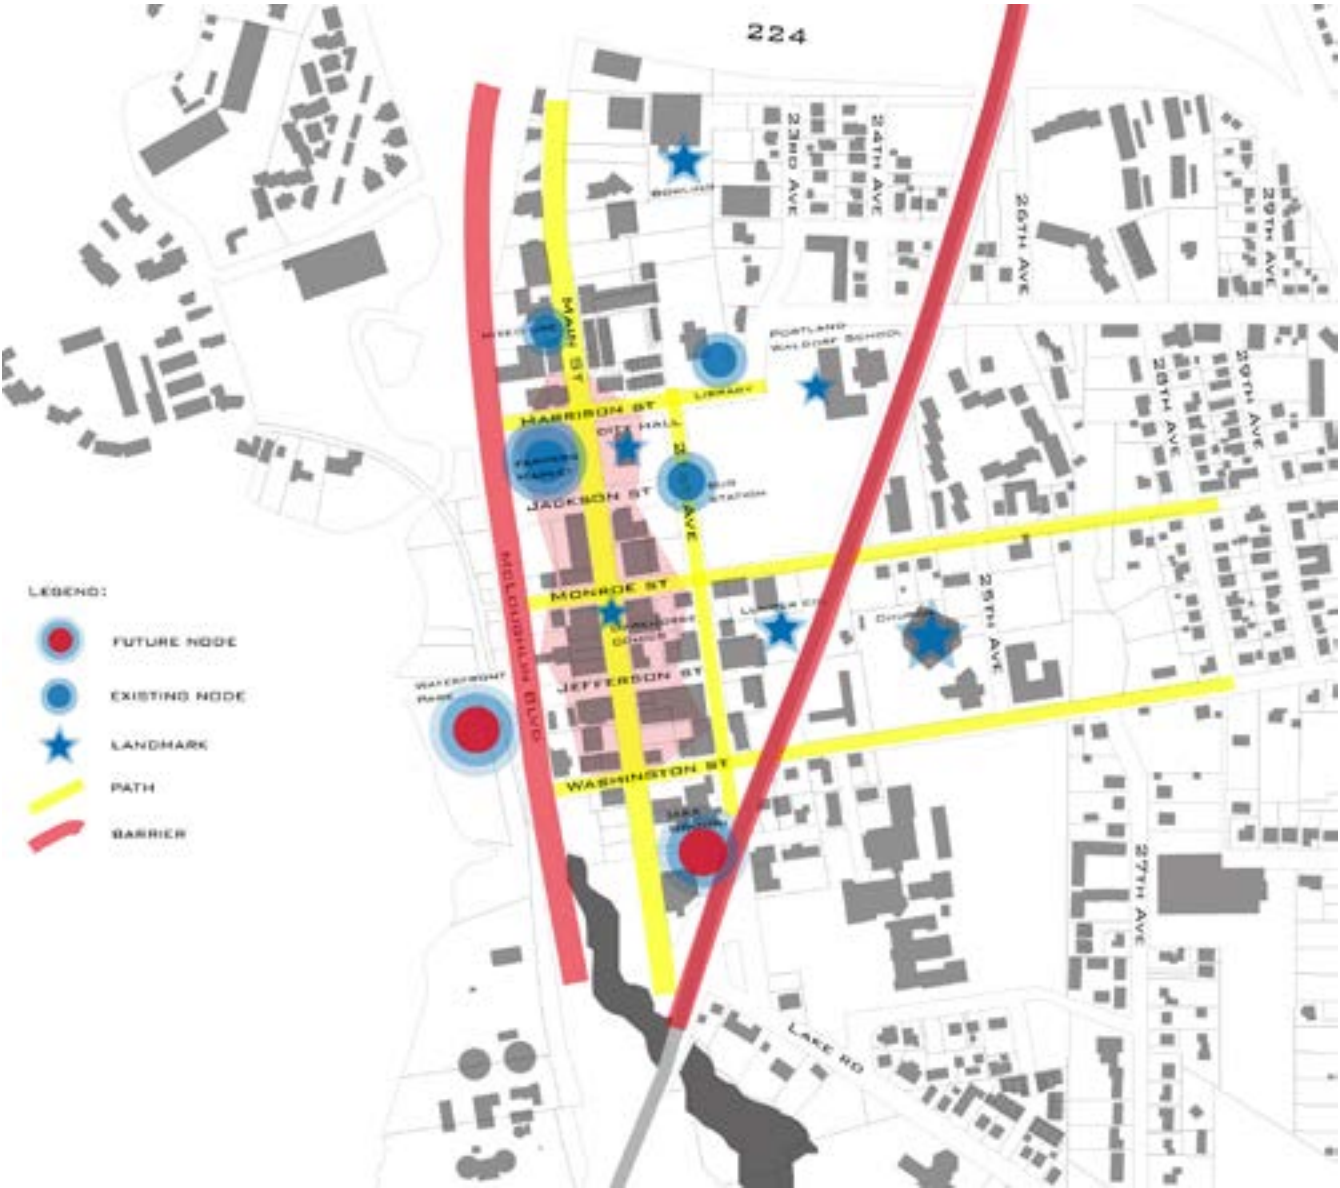 224
23RD AVE
24TH AVE
26TH AVE
29TH AVE
BOWLING
MAIN ST
PORTLAND
WALDORF SCHOOL
28TH AVE
29TH AVE
LIBRARY
HARRISON ST
CITY HALL
FARMERS
MARKET
AVE
BUS
STATION
JACKSON ST
MCLOUGHLIN BLVD
MONROE ST
25TH AVE
JEFFERSON ST
WATERFRONT
PARK
WASHINGTON ST
27TH AVE
LAKE RD
LEGEND:
FUTURE NODE
EXISTING NODE
LANDMARK
PATH
BARRIER